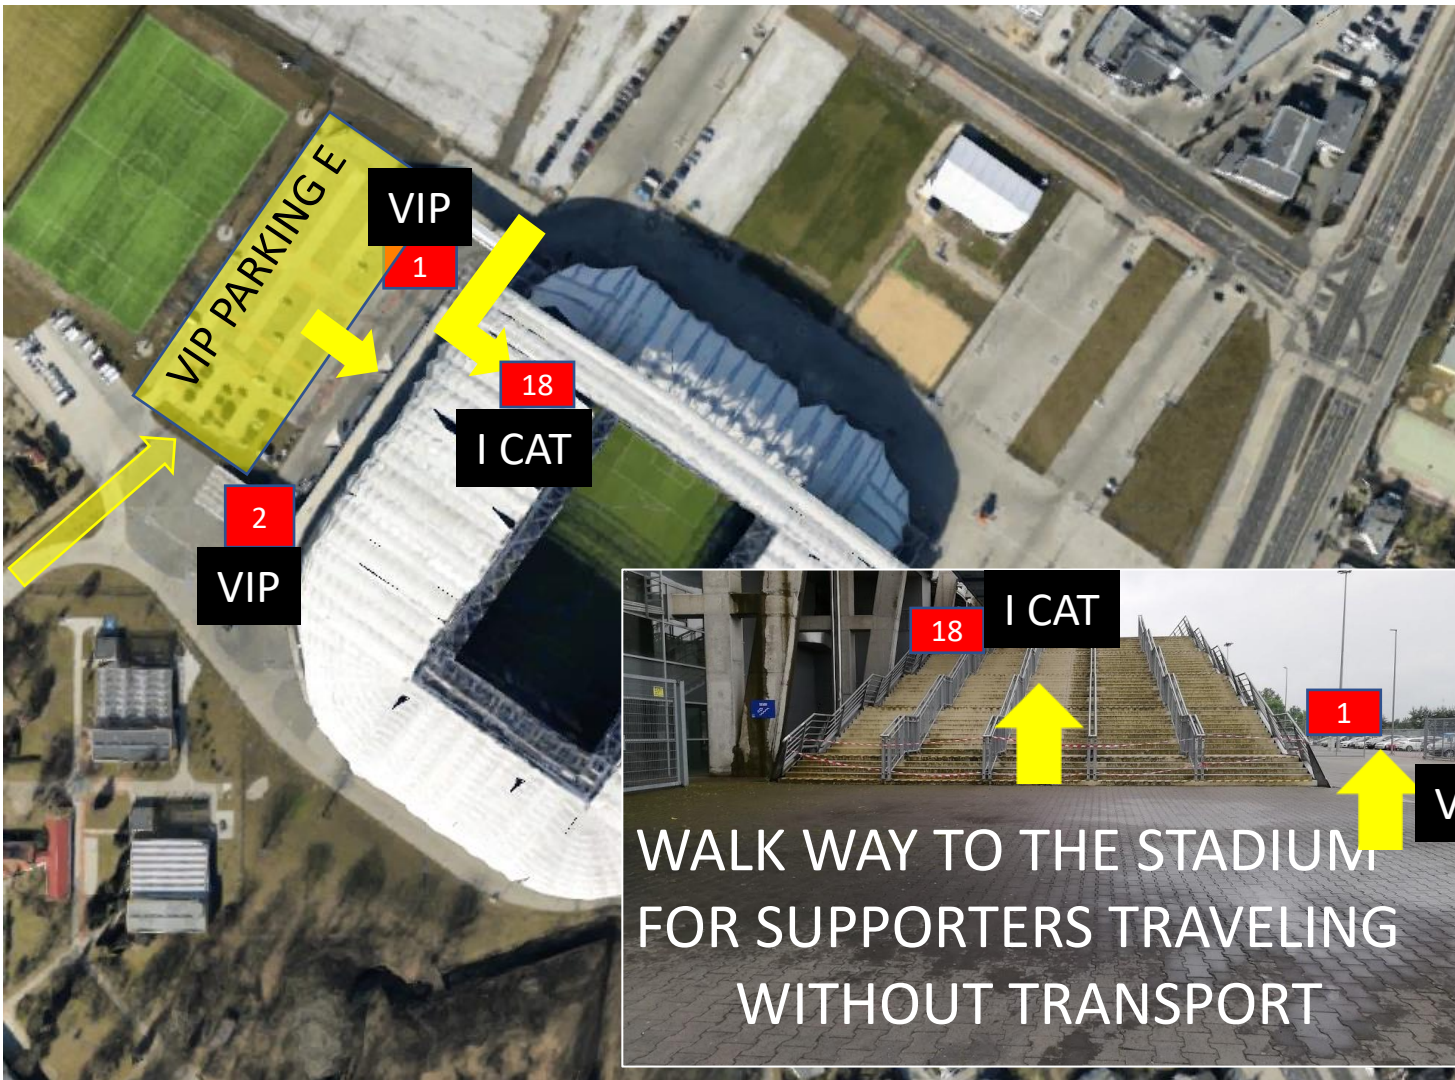 VIP PARKING E
VIP
1
18
I CAT
2
VIP
18
I CAT
1
V
WALK WAY TO THE STADIUM
FOR SUPPORTERS TRAVELING
WITHOUT TRANSPORT